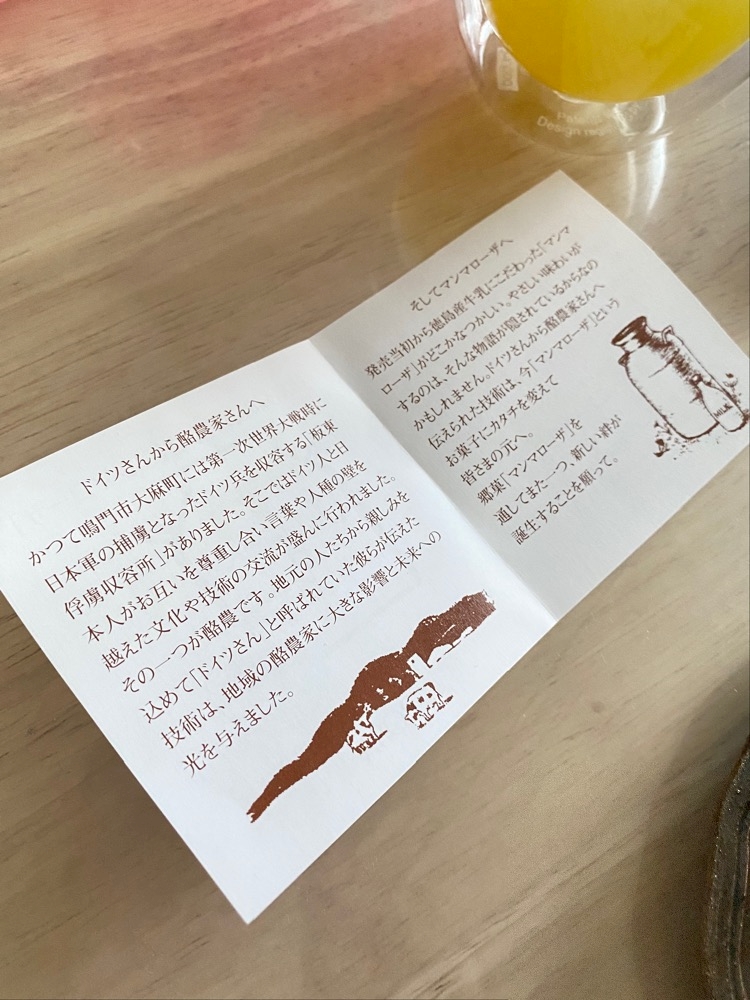 ドイツさんから酪農家さんへ
かつて鳴門市大麻町には第一次世界大戦時に
日本軍の捕虜となったドイツ兵を収容する「板東
俘虜収容所」がありました。そこではドイツ人と日
本人がお互いを尊重し合い言葉や人種の壁を
越えた文化や技術の交流が盛んに行われました。
その一つが酪農です。地元の人たちから親しみを
込めて「ドイツさん」と呼ばれていた彼らが伝えた
技術は、地域の酪農家に大きな影響と未来への
光を与えました。
そしてマンマローザへ
発売当初から徳島産牛乳にこだわった「マンマ
ローザ」がどこかなつかしい。やさしい味わいが
するのは、そんな物語が隠されているからなの
かもしれません。ドイツさんから酪農家さんへ
伝えられた技術は、今「マンマローザ」という
お菓子にカタチを変えて
皆さまの元へ。
郷菓「マンマローザ」を
通してまた一つ、新しい絆が
誕生することを願って。
MILK
Design